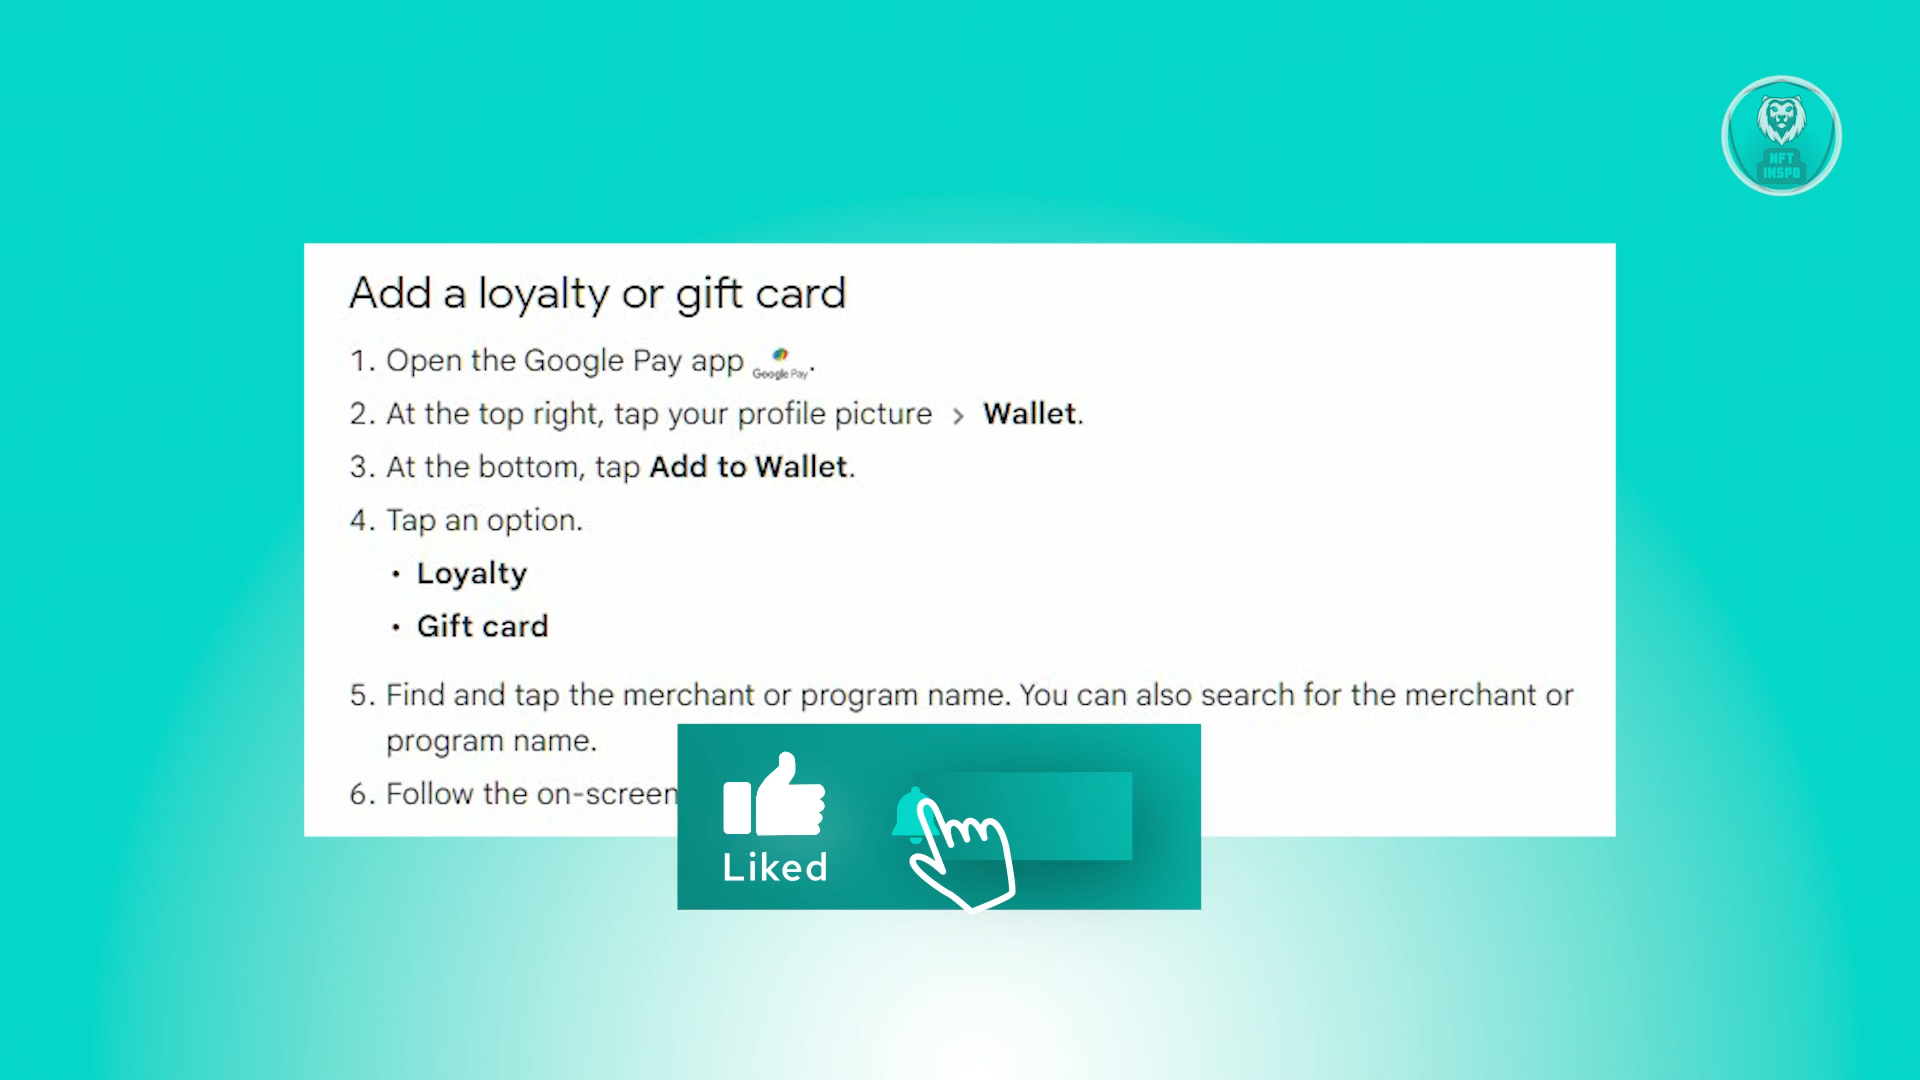 NFT
INSPO
Add a loyalty or gift card
1. Open the Google Pay app Google Pay.
2. At the top right, tap your profile picture > Wallet.
3. At the bottom, tap Add to Wallet.
4. Tap an option.
• Loyalty
• Gift card
5. Find and tap the merchant or program name. You can also search for the merchant or
program name.
6. Follow the on-screen
Liked